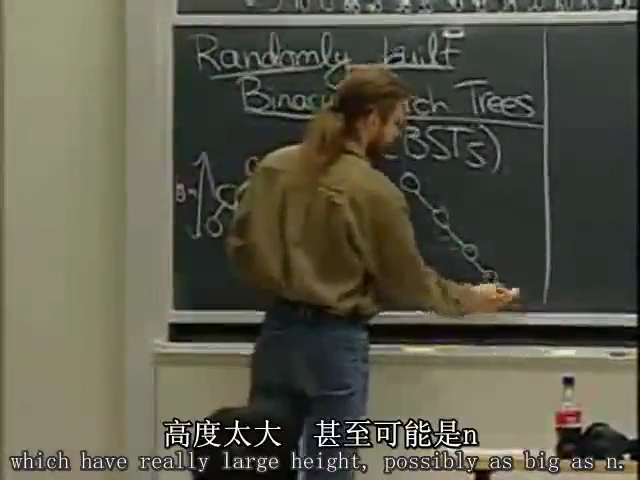 Randomly built
Binary Search Trees
(BSTs)
高度太大 甚至可能是n
which have really large height, possibly as big as n.